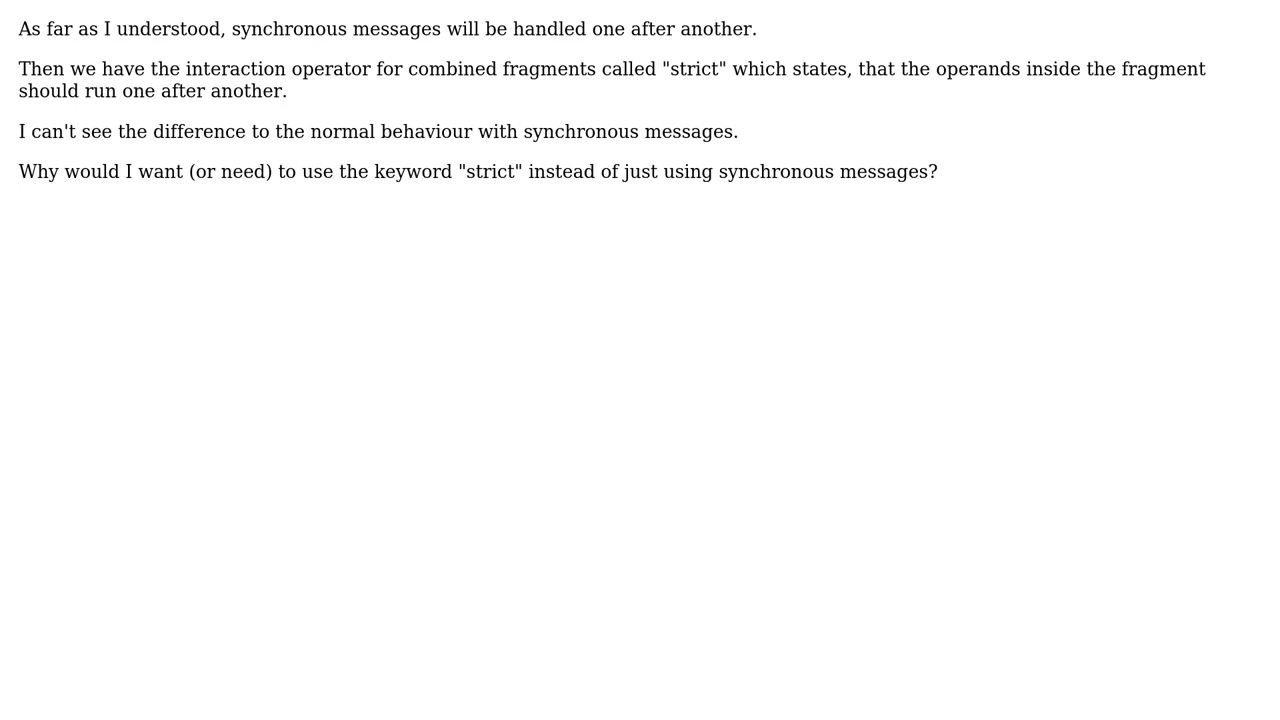 As far as I understood, synchronous messages will be handled one after another.
Then we have the interaction operator for combined fragments called "strict" which states, that the operands inside the fragment
should run one after another.
I can't see the difference to the normal behaviour with synchronous messages.
Why would I want (or need) to use the keyword "strict" instead of just using synchronous messages?